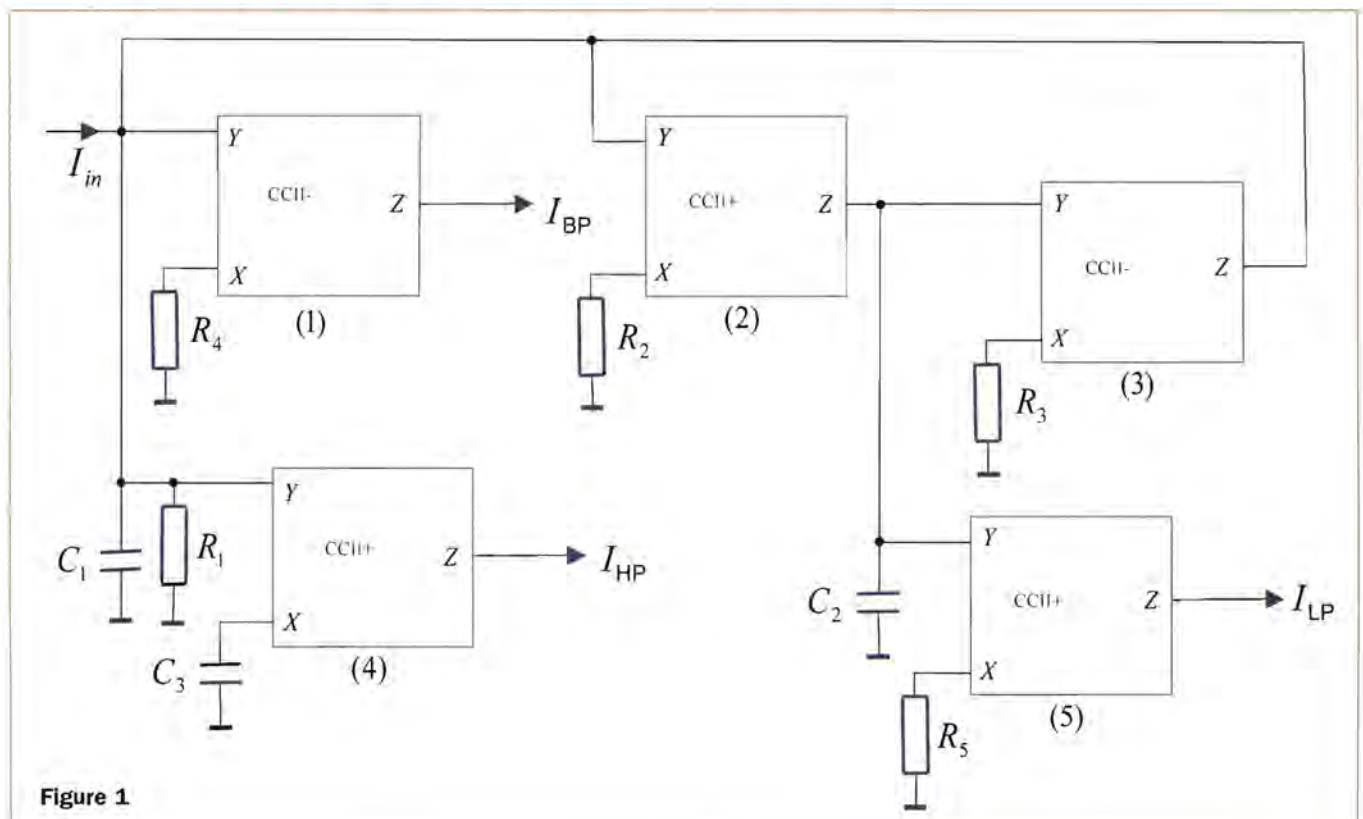 I_in
Y
CCII-
Z
X
(1)
R_4
I_BP
Y
CCII+
Z
X
(2)
R_2
Y
CCII-
Z
X
(3)
R_3
C_1
R_1
Y
CCII+
Z
X
(4)
C_3
I_HP
C_2
Y
CCII+
Z
X
(5)
R_5
I_LP
Figure 1